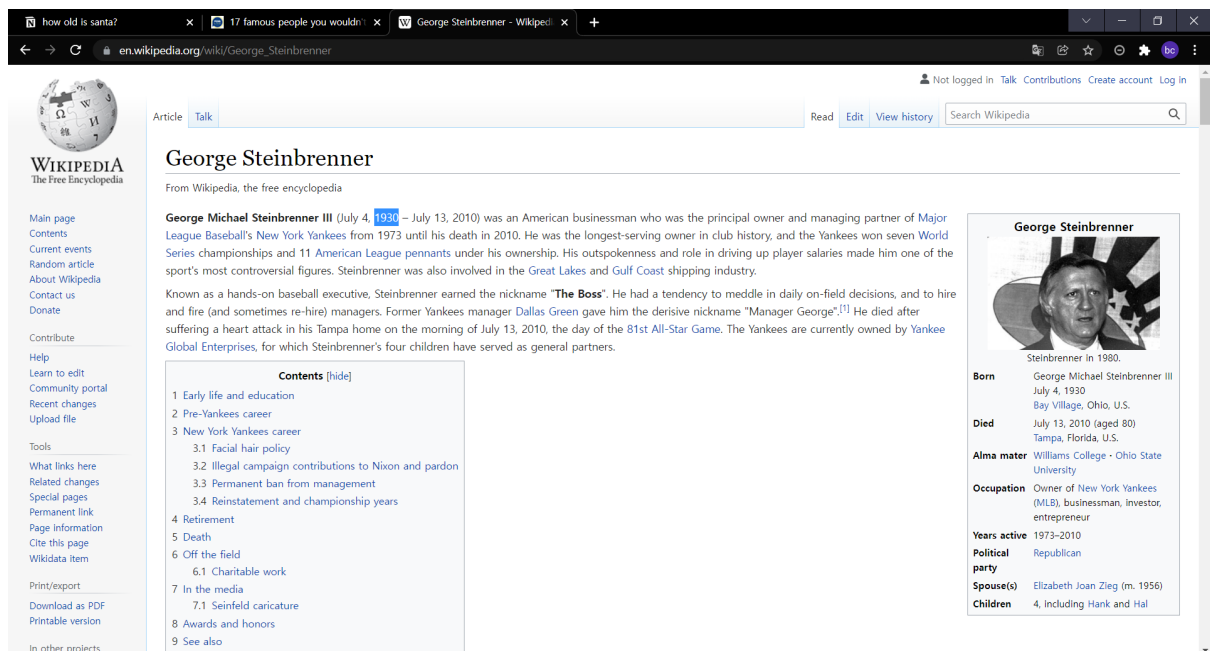 how old is santa?
17 famous people you wouldn't
George Steinbrenner - Wikipedi
en.wikipedia.org/wiki/George_Steinbrenner
bc
Not logged in Talk Contributions Create account Log in
Article Talk
Read Edit View history
Search Wikipedia
WIKIPEDIA
The Free Encyclopedia
Main page
Contents
Current events
Random article
About Wikipedia
Contact us
Donate
Contribute
Help
Learn to edit
Community portal
Recent changes
Upload file
Tools
What links here
Related changes
Special pages
Permanent link
Page information
Cite this page
Wikidata item
Print/export
Download as PDF
Printable version
In other projects
George Steinbrenner
From Wikipedia, the free encyclopedia
George Michael Steinbrenner III (July 4, 1930 – July 13, 2010) was an American businessman who was the principal owner and managing partner of Major
League Baseball's New York Yankees from 1973 until his death in 2010. He was the longest-serving owner in club history, and the Yankees won seven World
Series championships and 11 American League pennants under his ownership. His outspokenness and role in driving up player salaries made him one of the
sport's most controversial figures. Steinbrenner was also involved in the Great Lakes and Gulf Coast shipping industry.
Known as a hands-on baseball executive, Steinbrenner earned the nickname "The Boss". He had a tendency to meddle in daily on-field decisions, and to hire
and fire (and sometimes re-hire) managers. Former Yankees manager Dallas Green gave him the derisive nickname "Manager George".[1] He died after
suffering a heart attack in his Tampa home on the morning of July 13, 2010, the day of the 81st All-Star Game. The Yankees are currently owned by Yankee
Global Enterprises, for which Steinbrenner's four children have served as general partners.
Contents [hide]
1 Early life and education
2 Pre-Yankees career
3 New York Yankees career
3.1 Facial hair policy
3.2 Illegal campaign contributions to Nixon and pardon
3.3 Permanent ban from management
3.4 Reinstatement and championship years
4 Retirement
5 Death
6 Off the field
6.1 Charitable work
7 In the media
7.1 Seinfeld caricature
8 Awards and honors
9 See also
George Steinbrenner
Steinbrenner in 1980.
Born George Michael Steinbrenner III
July 4, 1930
Bay Village, Ohio, U.S.
Died July 13, 2010 (aged 80)
Tampa, Florida, U.S.
Alma mater Williams College · Ohio State
University
Occupation Owner of New York Yankees
(MLB), businessman, investor,
entrepreneur
Years active 1973–2010
Political Republican
party
Spouse(s) Elizabeth Joan Zieg (m. 1956)
Children 4, including Hank and Hal